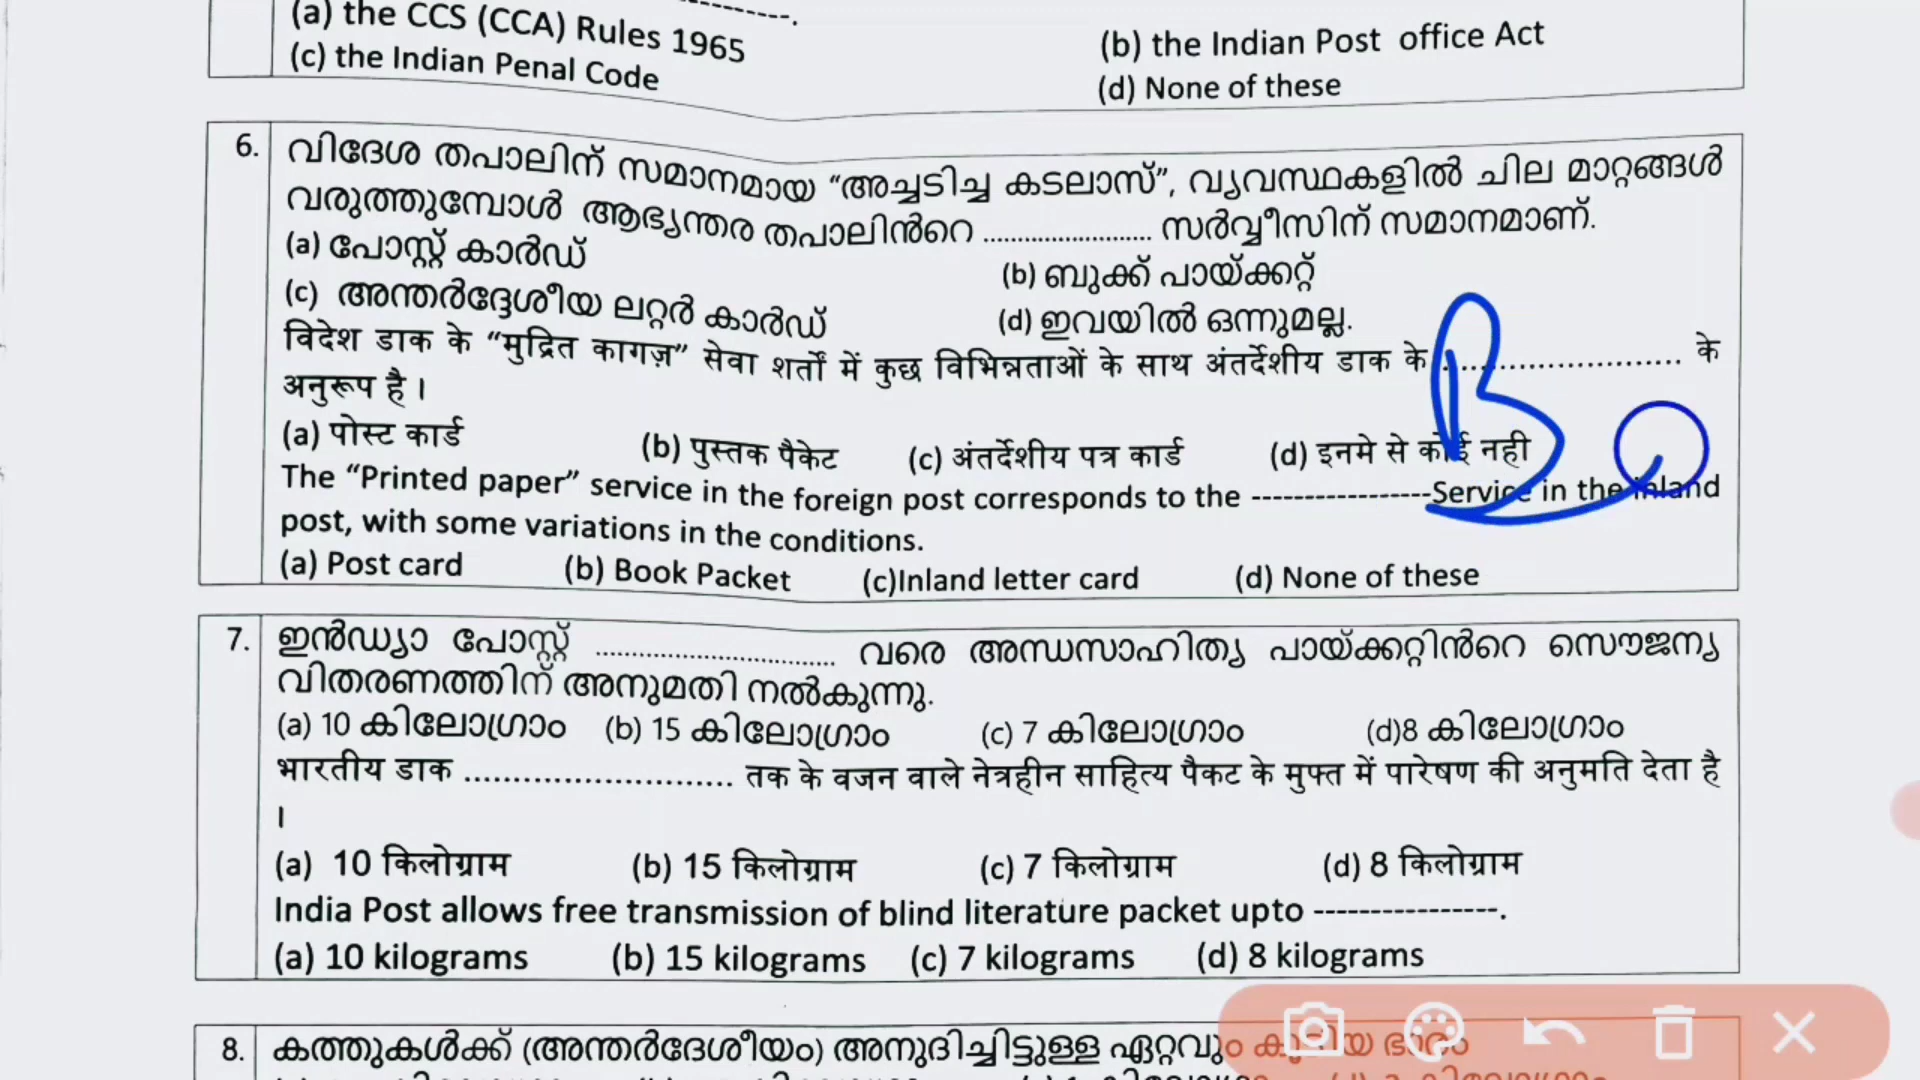 (a) the CCS (CCA) Rules 1965
(b) the Indian Post office Act
(c) the Indian Penal Code
(d) None of these
6. വിദേശ തപാലിന് സമാനമായ “അച്ചടിച്ച കടലാസ്”, വ്യവസ്ഥകളിൽ ചില മാറ്റങ്ങൾ
വരുത്തുമ്പോൾ ആഭ്യന്തര തപാലിൻറെ ........................ സർവ്വീസിന് സമാനമാണ്.
(a) പോസ്റ്റ് കാർഡ്
(b) ബുക്ക് പായ്ക്കറ്റ്
(c) അന്തർദ്ദേശീയ ലറ്റർ കാർഡ്
(d) ഇവയിൽ ഒന്നുമല്ല.
विदेश डाक के “मुद्रित कागज़” सेवा शर्तों में कुछ विभिन्नताओं के साथ अंतर्देशीय डाक के ........................ के
अनुरूप है ।
(a) पोस्ट कार्ड (b) पुस्तक पैकेट (c) अंतर्देशीय पत्र कार्ड (d) इनमे से कोई नही
B
The “Printed paper” service in the foreign post corresponds to the -----------------Service in the inland
post, with some variations in the conditions.
(a) Post card (b) Book Packet (c)Inland letter card (d) None of these
7. ഇൻഡ്യാ പോസ്റ്റ് .............................. വരെ അന്ധസാഹിത്യ പായ്ക്കറ്റിൻറെ സൌജന്യ
വിതരണത്തിന് അനുമതി നൽകുന്നു.
(a) 10 കിലോഗ്രാം (b) 15 കിലോഗ്രാം (c) 7 കിലോഗ്രാം (d)8 കിലോഗ്രാം
भारतीय डाक ............................ तक के वजन वाले नेत्रहीन साहित्य पैकट के मुफ्त में पारेषण की अनुमति देता है
।
(a) 10 किलोग्राम (b) 15 किलोग्राम (c) 7 किलोग्राम (d) 8 किलोग्राम
India Post allows free transmission of blind literature packet upto ----------------.
(a) 10 kilograms (b) 15 kilograms (c) 7 kilograms (d) 8 kilograms
8. കത്തുകൾക്ക് (അന്തർദേശീയം) അനുദിച്ചിട്ടുള്ള ഏറ്റവും കൂടിയ ഭാരം